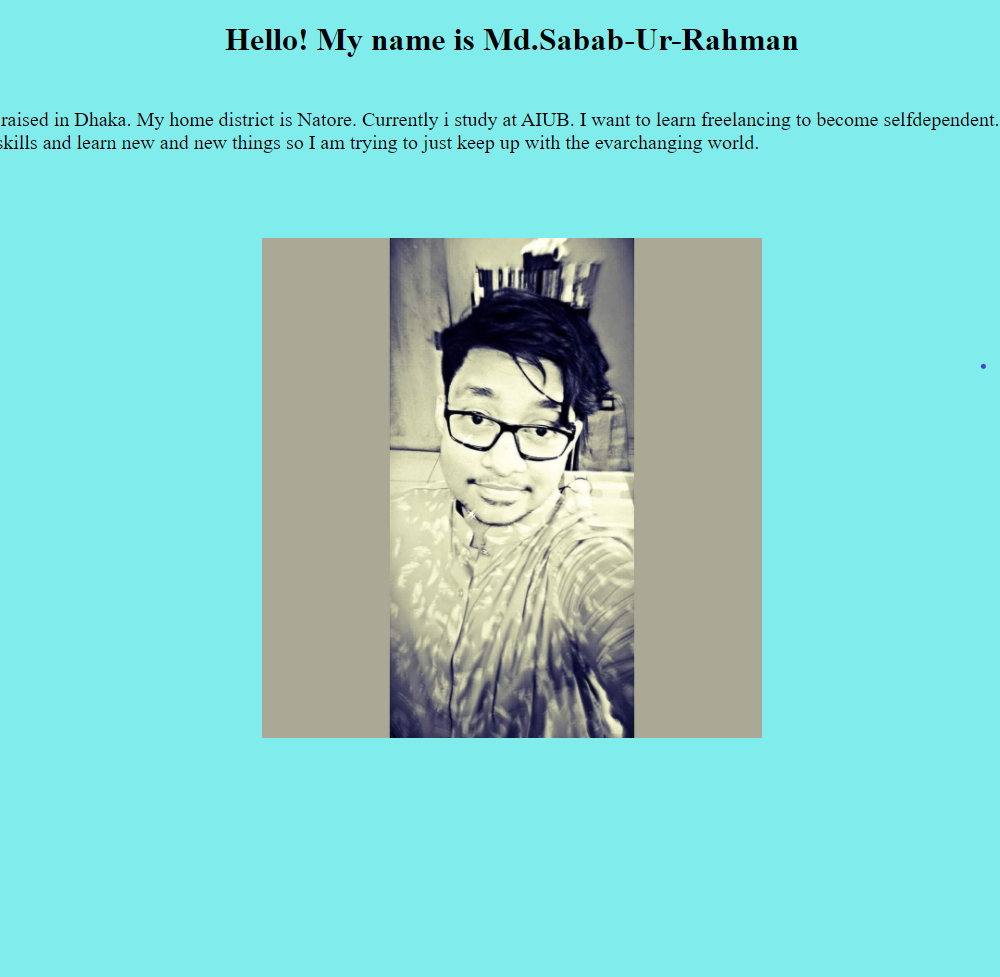 Hello! My name is Md.Sabab-Ur-Rahman
raised in Dhaka. My home district is Natore. Currently i study at AIUB. I want to learn freelancing to become selfdependent.
skills and learn new and new things so I am trying to just keep up with the evarchanging world.